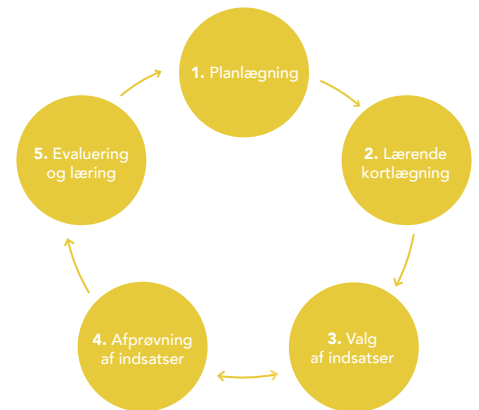 1. Planlægning
2. Lærende
kortlægning
3. Valg
af indsatser
4. Afprøvning
af indsatser
5. Evaluering
og læring